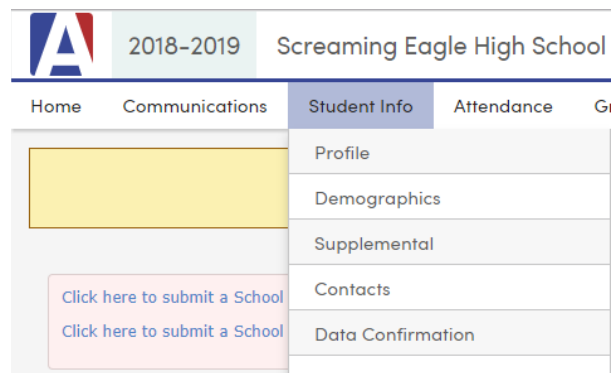 2018-2019 Screaming Eagle High School
Home Communications Student Info Attendance
Profile
Demographics
Supplemental
Contacts
Click here to submit a School
Data Confirmation
Click here to submit a School